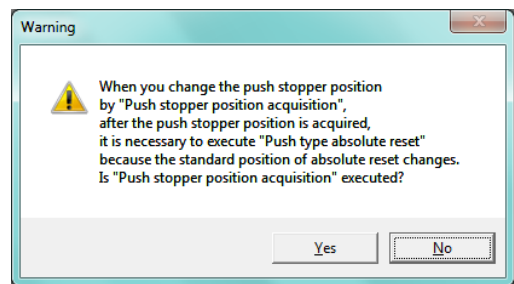 Warning
When you change the push stopper position
by "Push stopper position acquisition",
after the push stopper position is acquired,
it is necessary to execute "Push type absolute reset"
because the standard position of absolute reset changes.
Is "Push stopper position acquisition" executed?
Yes
No